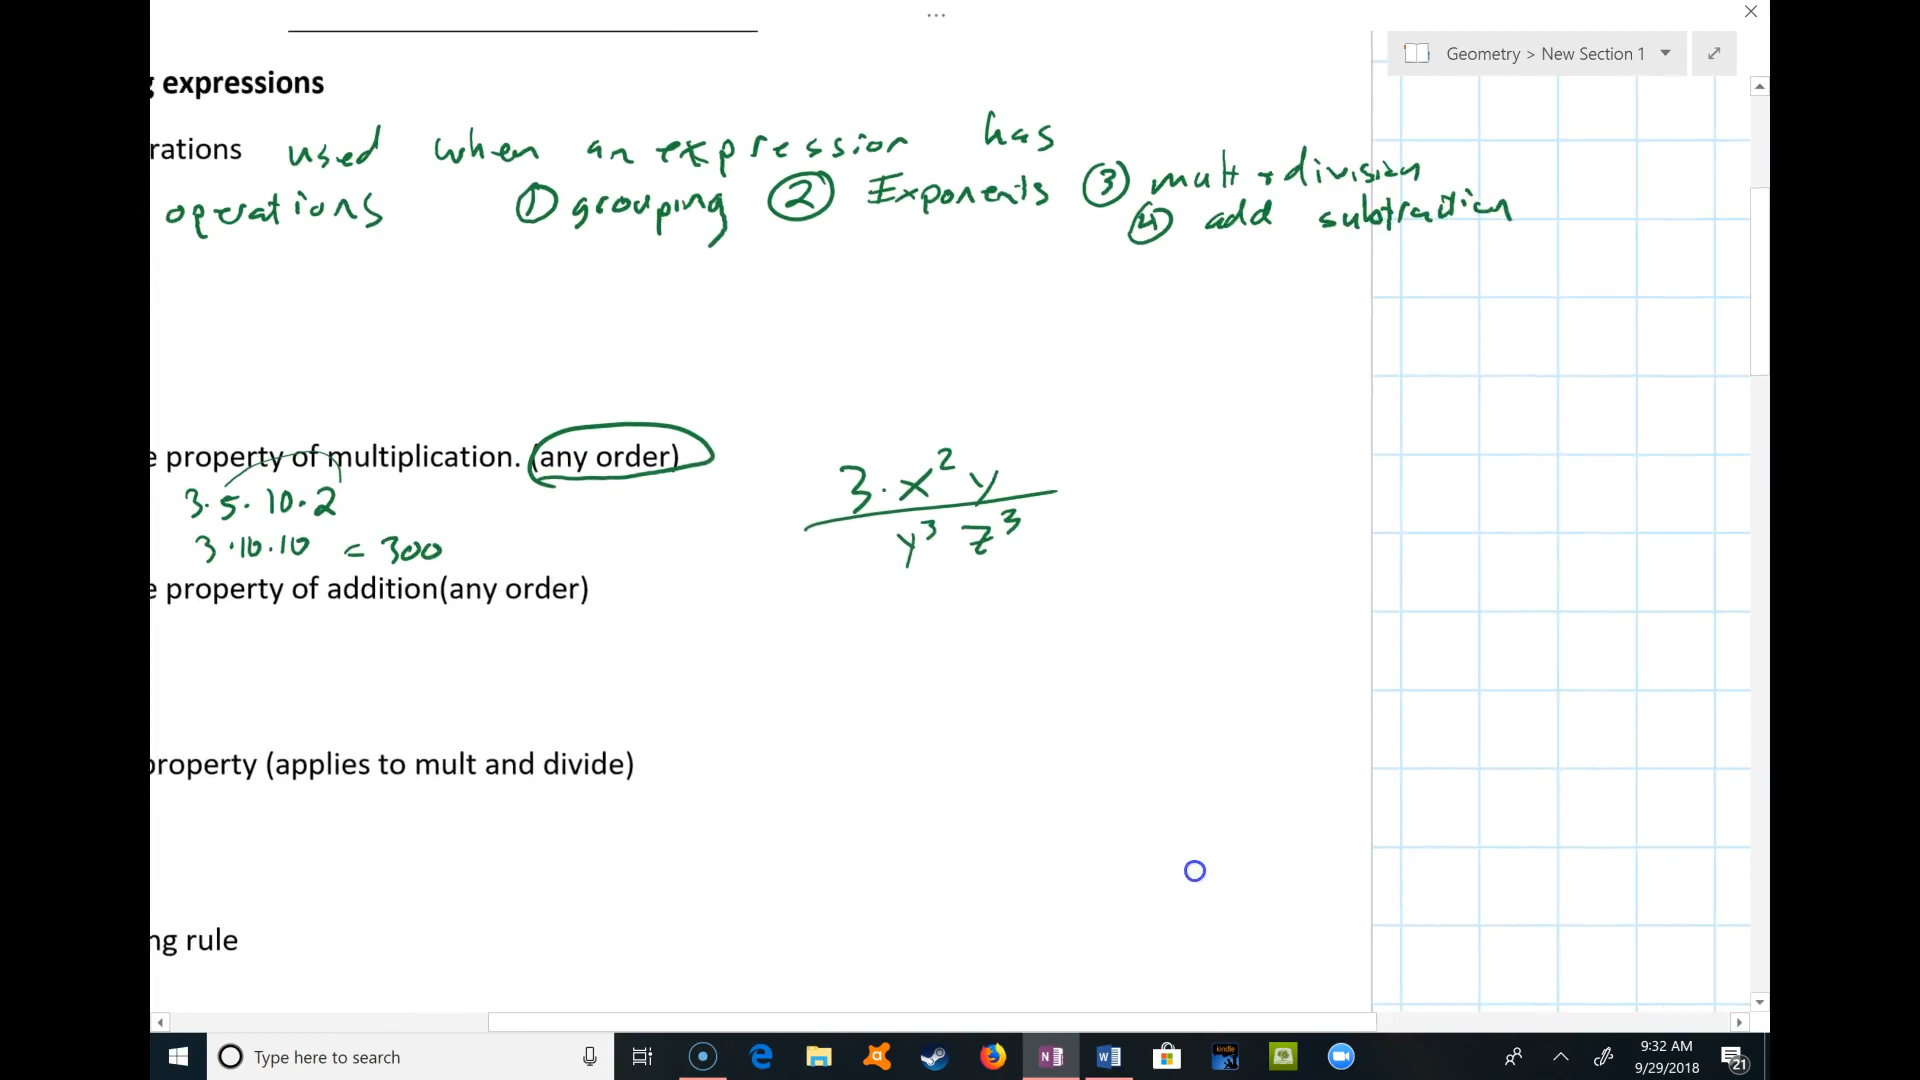 Geometry > New Section 1
g expressions
rations used when an expression has
operations ① grouping ② Exponents ③ mult + division
④ add subtraction
e property of multiplication. (any order)
3·5·10·2
3·10·10 = 300
3·x²y
y³ z³
e property of addition(any order)
property (applies to mult and divide)
ng rule
Type here to search
kindle
9:32 AM
9/29/2018
21